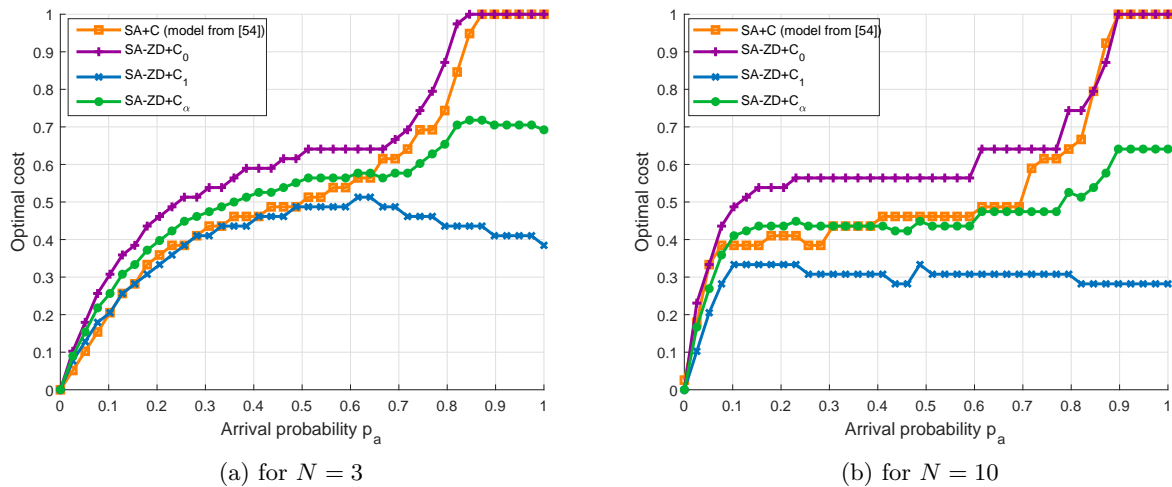 1
0.9
0.8
0.7
0.6
0.5
0.4
0.3
0.2
0.1
0
Optimal cost
SA+C (model from [54])
SA-ZD+C0
SA-ZD+C1
SA-ZD+Cα
0 0.1 0.2 0.3 0.4 0.5 0.6 0.7 0.8 0.9 1
Arrival probability pa
(a) for N = 3
1
0.9
0.8
0.7
0.6
0.5
0.4
0.3
0.2
0.1
0
Optimal cost
SA+C (model from [54])
SA-ZD+C0
SA-ZD+C1
SA-ZD+Cα
0 0.1 0.2 0.3 0.4 0.5 0.6 0.7 0.8 0.9 1
Arrival probability pa
(b) for N = 10